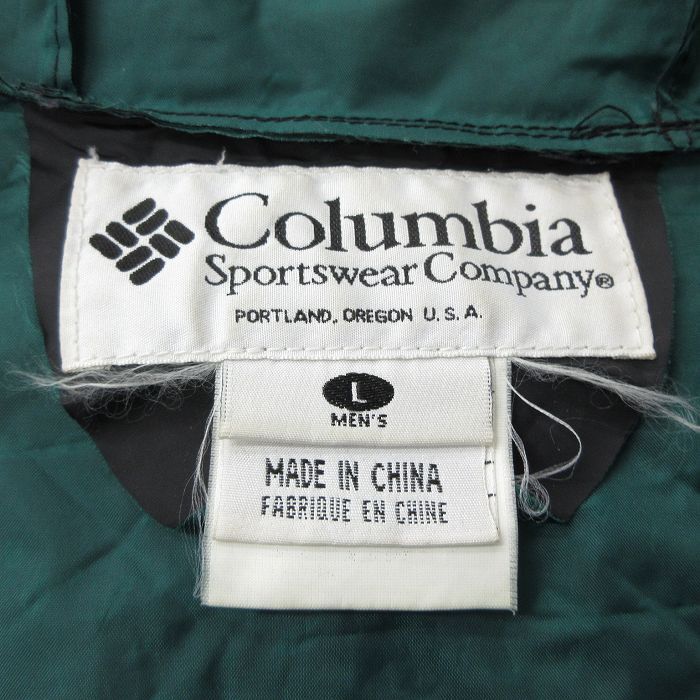 Columbia
Sportswear Company®
PORTLAND, OREGON U.S.A.
L
MEN'S
MADE IN CHINA
FABRIQUE EN CHINE